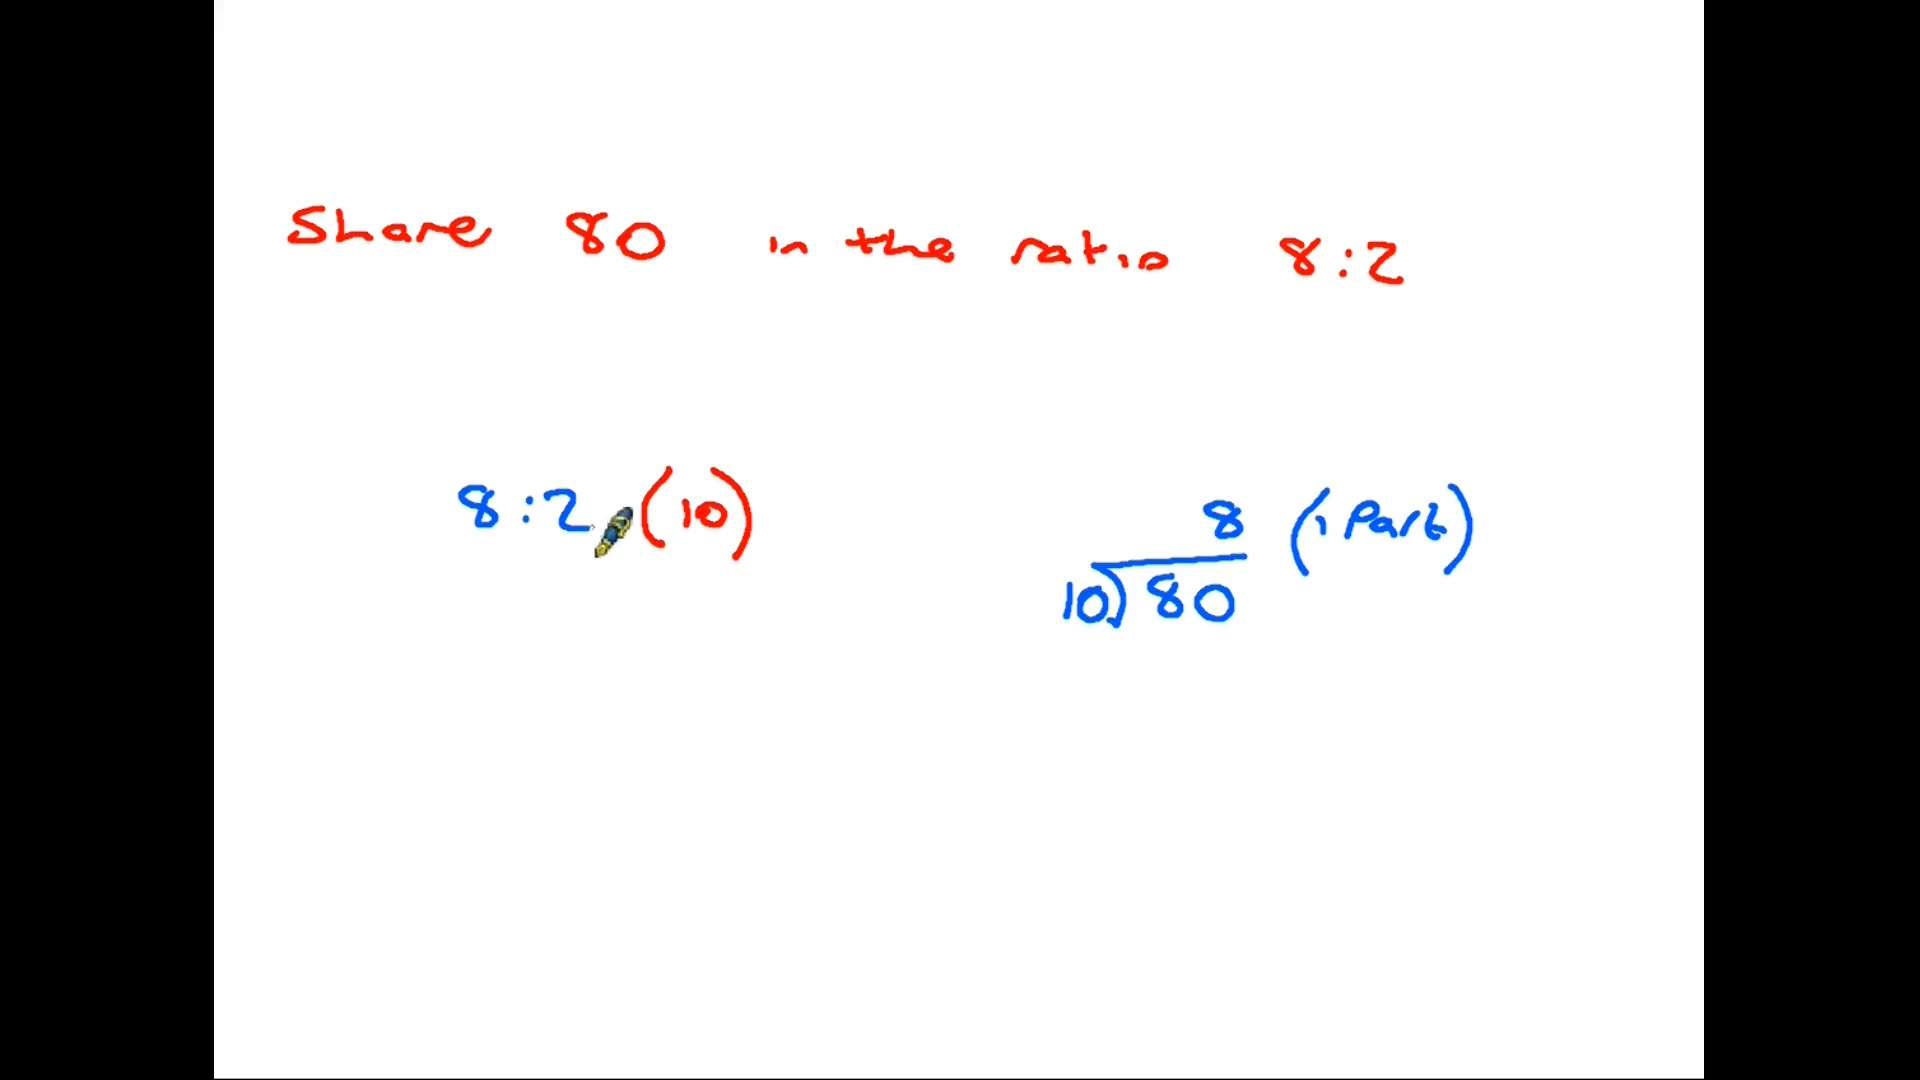 Share 80 in the ratio 8:2
8:2 (10)
8 (1 Part)
10)80